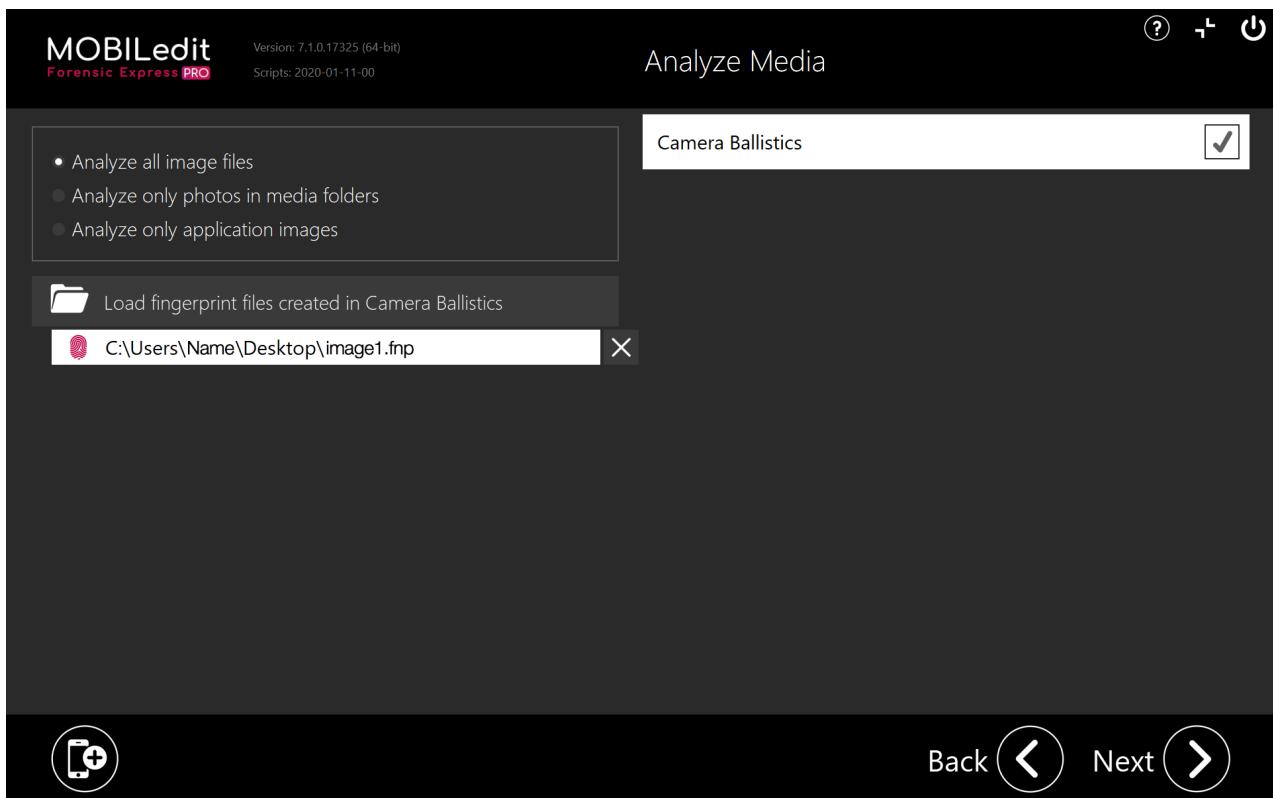 MOBILedit
Forensic Express PRO
Version: 7.1.0.17325 (64-bit)
Scripts: 2020-01-11-00
Analyze Media
?
Analyze all image files
Analyze only photos in media folders
Analyze only application images
Load fingerprint files created in Camera Ballistics
C:\Users\Name\Desktop\image1.fnp
Camera Ballistics
Back
Next